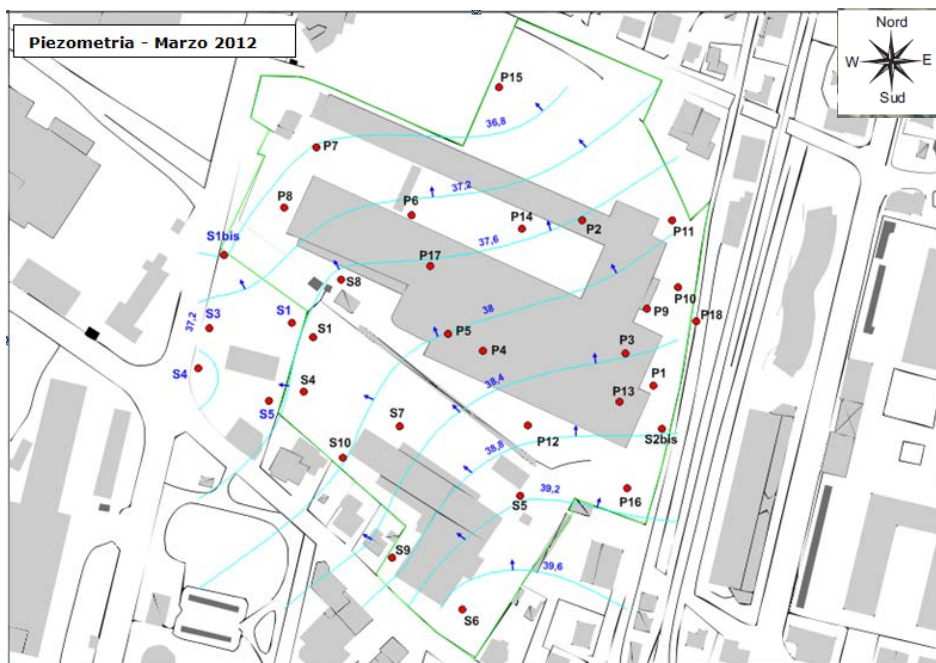 Piezometria - Marzo 2012
Nord
W E
Sud
P15
36,8
P7
37,2
P8
P6
P14
P2
P11
S1bis
37,6
P17
S8
P10
38
P9
P18
37,2
S3
S1
S1
P5
P4
P3
S4
38,4
P1
S5
S4
P13
S7
P12
S2bis
38,8
S10
39,2
P16
S5
S9
39,6
S6